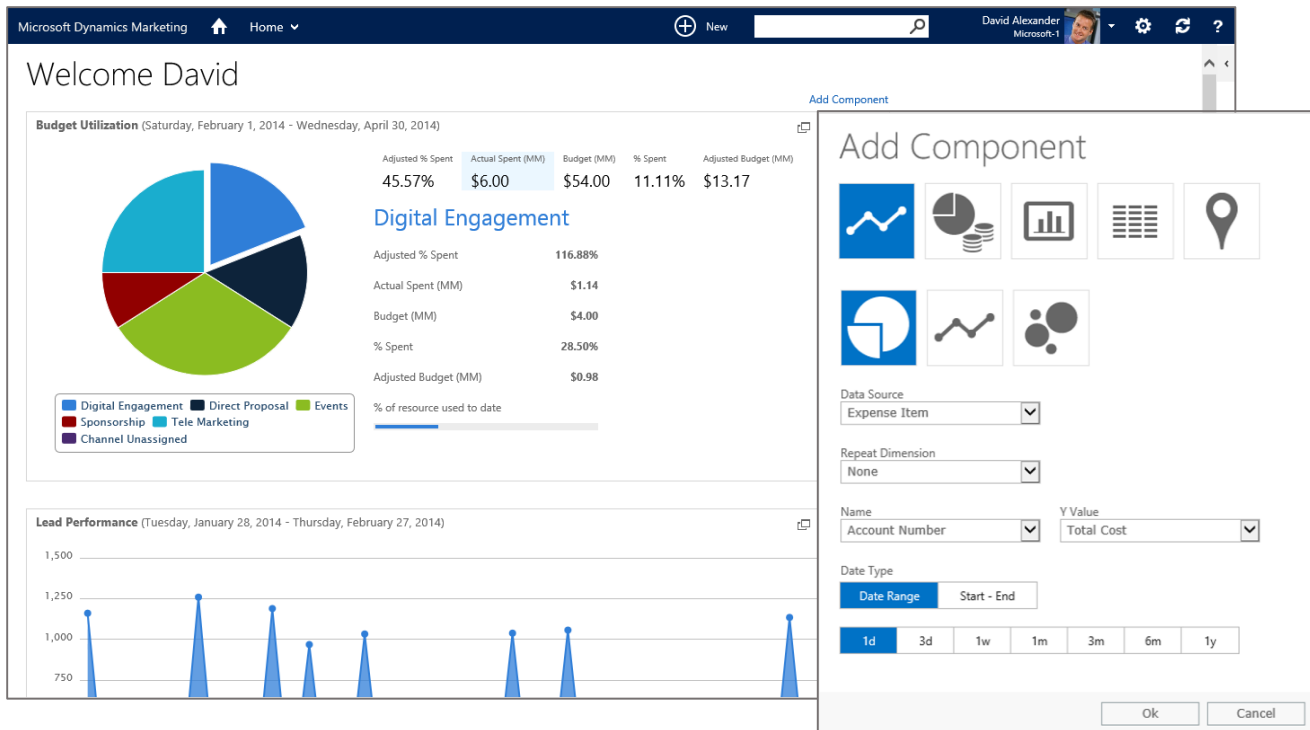 Microsoft Dynamics Marketing
Home
New
David Alexander
Microsoft-1
?
Welcome David
Add Component
Budget Utilization (Saturday, February 1, 2014 - Wednesday, April 30, 2014)
Adjusted % Spent Actual Spent (MM) Budget (MM) % Spent Adjusted Budget (MM)
45.57% $6.00 $54.00 11.11% $13.17
Digital Engagement
Adjusted % Spent 116.88%
Actual Spent (MM) $1.14
Budget (MM) $4.00
% Spent 28.50%
Adjusted Budget (MM) $0.98
% of resource used to date
Digital Engagement Direct Proposal Events
Sponsorship Tele Marketing
Channel Unassigned
Lead Performance (Tuesday, January 28, 2014 - Thursday, February 27, 2014)
1,500
1,250
1,000
750
Add Component
Data Source
Expense Item
Repeat Dimension
None
Name Y Value
Account Number Total Cost
Date Type
Date Range Start - End
1d 3d 1w 1m 3m 6m 1y
Ok Cancel